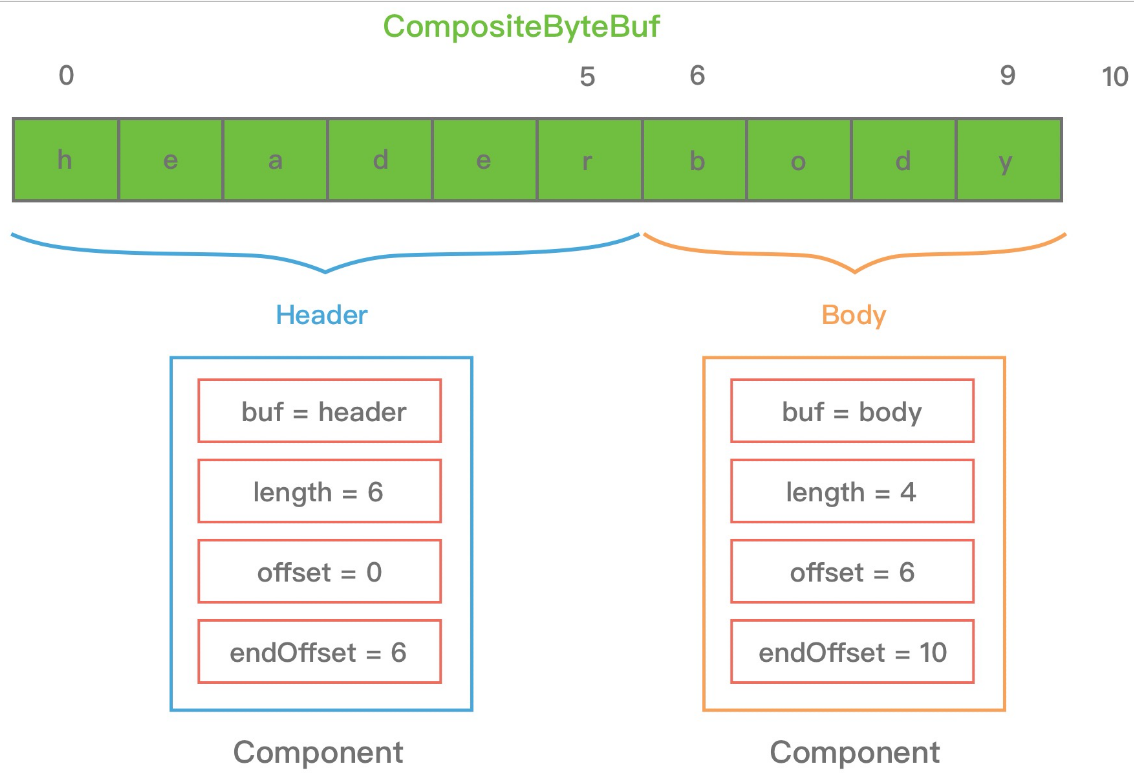 CompositeByteBuf
0 5 6 9 10
h e a d e r b o d y
Header Body
buf = header buf = body
length = 6 length = 4
offset = 0 offset = 6
endOffset = 6 endOffset = 10
Component Component